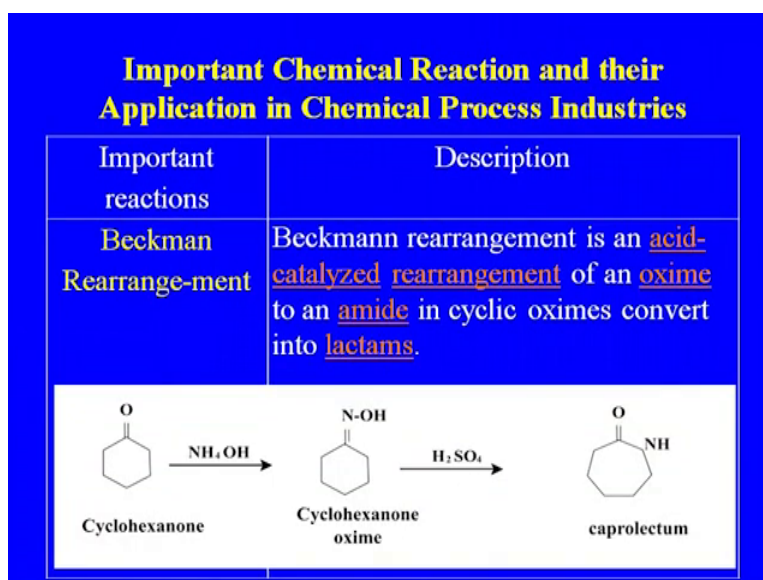 Important Chemical Reaction and their
Application in Chemical Process Industries
Important
reactions
Description
Beckman
Rearrange-ment
Beckmann rearrangement is an acid-
catalyzed rearrangement of an oxime
to an amide in cyclic oximes convert
into lactams.
O
NH₄OH
Cyclohexanone
N-OH
H₂SO₄
Cyclohexanone
oxime
O
NH
caprolectum